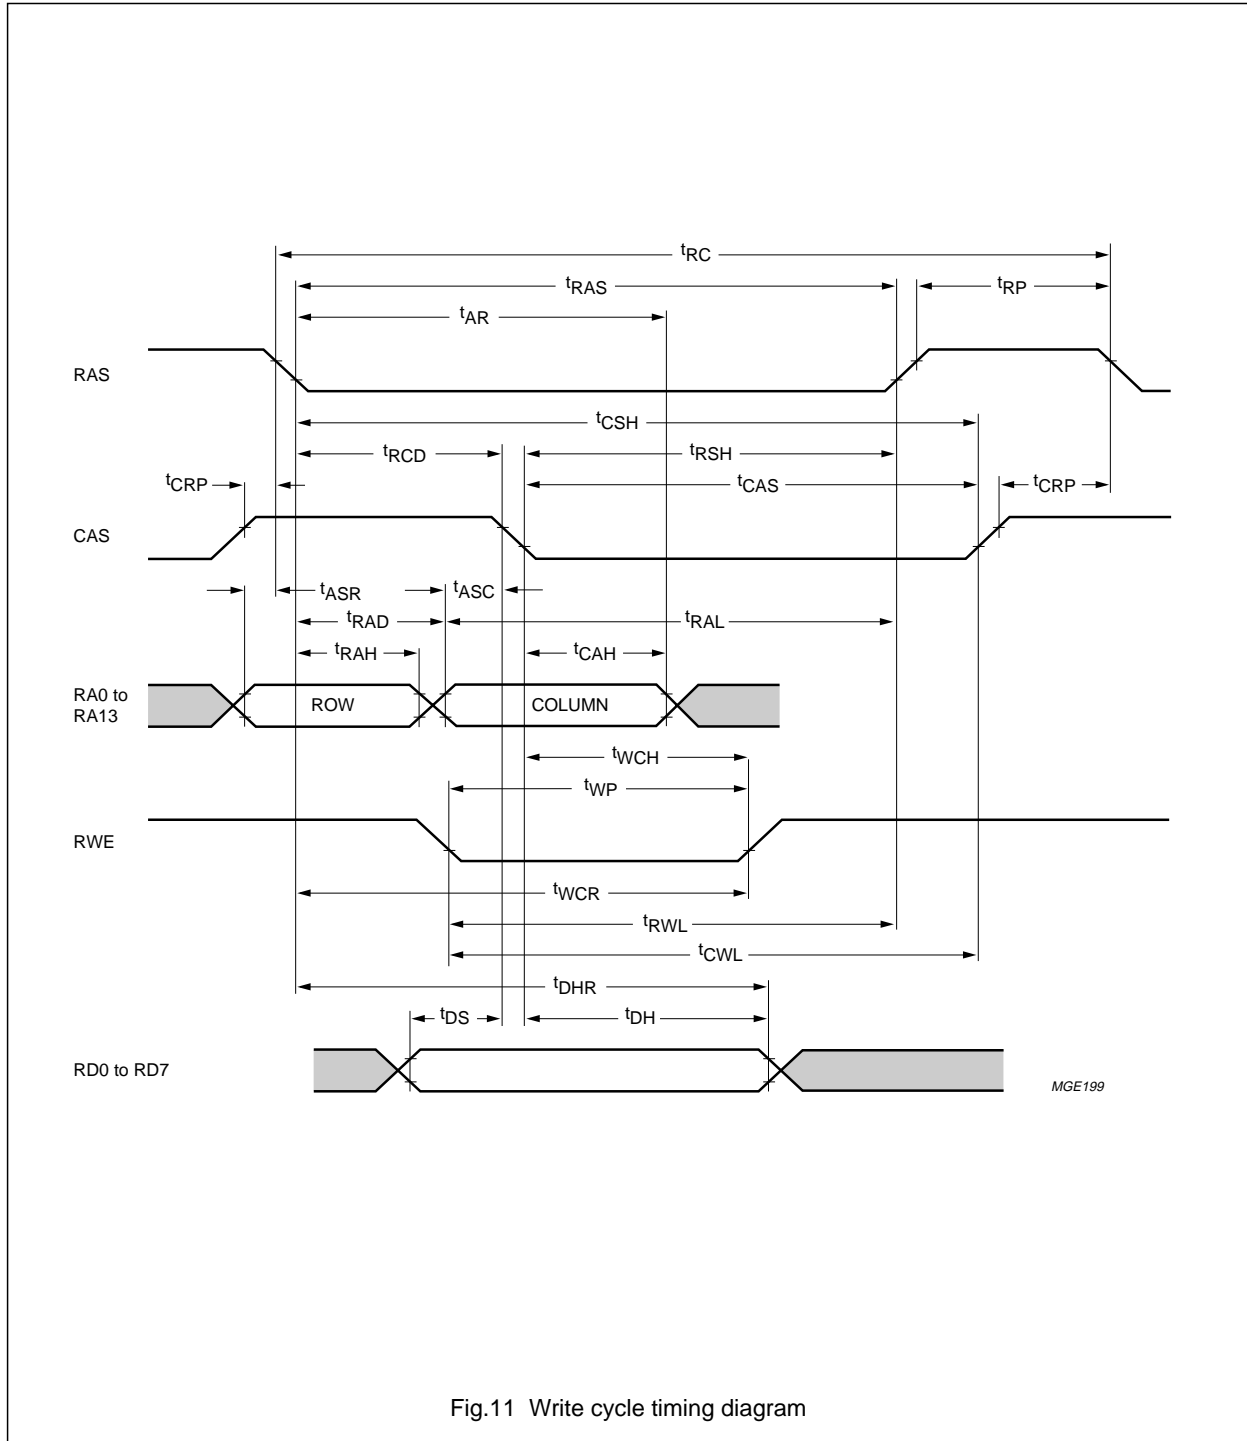 tRC
tRAS
tRP
tAR
RAS
tCSH
tRCD
tRSH
tCRP
tCAS
tCRP
CAS
tASR
tASC
tRAD
tRAL
tRAH
tCAH
RA0 to
RA13
ROW
COLUMN
tWCH
tWP
RWE
tWCR
tRWL
tCWL
tDHR
tDS
tDH
RD0 to RD7
MGE199
Fig.11 Write cycle timing diagram